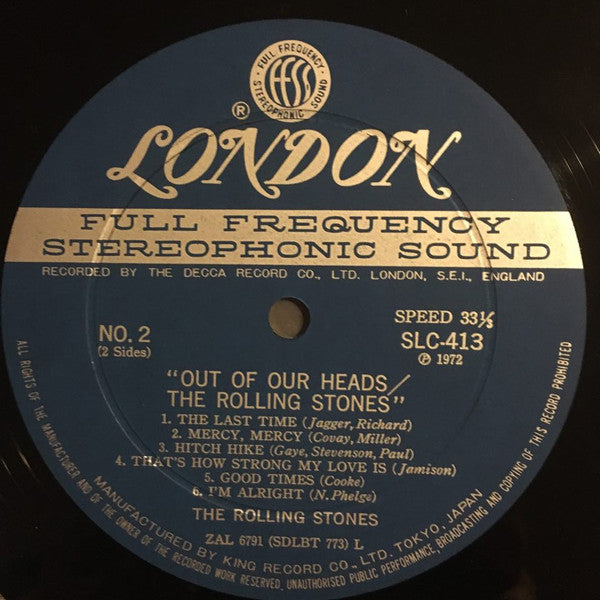 FULL FREQUENCY
FFSS
STEREOPHONIC SOUND
®
LONDON
FULL FREQUENCY
STEREOPHONIC SOUND
RECORDED BY THE DECCA RECORD CO., LTD. LONDON, S.E.I., ENGLAND
NO. 2
(2 Sides)
SPEED 33⅓
SLC-413
Ⓟ 1972
"OUT OF OUR HEADS/
THE ROLLING STONES"
1. THE LAST TIME (Jagger, Richard)
2. MERCY, MERCY (Covay, Miller)
3. HITCH HIKE (Gaye, Stevenson, Paul)
4. THAT'S HOW STRONG MY LOVE IS (Jamison)
5. GOOD TIMES (Cooke)
6. I'M ALRIGHT (N. Phelge)
THE ROLLING STONES
ZAL 6791 (SDLBT 773) L
MANUFACTURED BY KING RECORD CO., LTD. TOKYO, JAPAN
ALL RIGHTS OF THE MANUFACTURER AND OF THE OWNER OF THE RECORDED WORK RESERVED. UNAUTHORISED PUBLIC PERFORMANCE, BROADCASTING AND COPYING OF THIS RECORD PROHIBITED